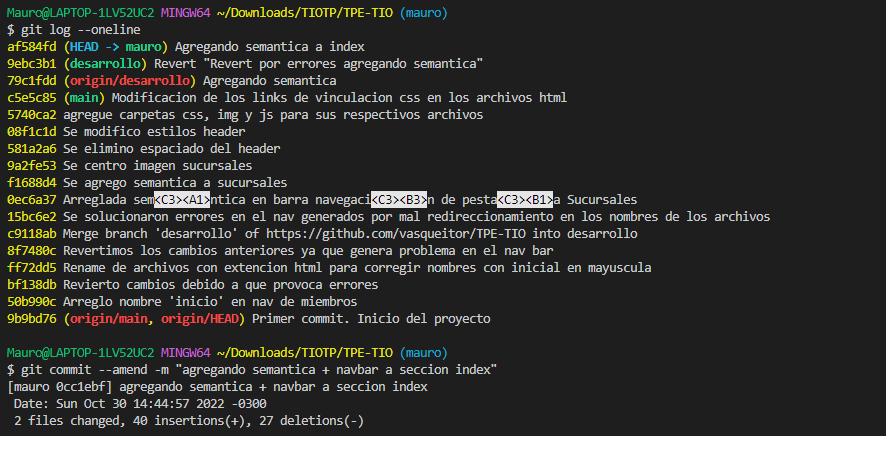 Mauro@LAPTOP-1LV52UC2 MINGW64 ~/Downloads/TIOTP/TPE-TIO (mauro)
$ git log --oneline
af584fd (HEAD -> mauro) Agregando semantica a index
9ebc3b1 (desarrollo) Revert "Revert por errores agregando semantica"
79c1fdd (origin/desarrollo) Agregando semantica
c5e5c85 (main) Modificacion de los links de vinculacion css en los archivos html
5740ca2 agregue carpetas css, img y js para sus respectivos archivos
08f1c1d Se modifico estilos header
581a2a6 Se elimino espaciado del header
9a2fe53 Se centro imagen sucursales
f1688d4 Se agrego semantica a sucursales
0ec6a37 Arreglada sem<C3><A1>ntica en barra navegaci<C3><B3>n de pesta<C3><B1>a Sucursales
15bc6e2 Se solucionaron errores en el nav generados por mal redireccionamiento en los nombres de los archivos
c9118ab Merge branch 'desarrollo' of https://github.com/vasqueitor/TPE-TIO into desarrollo
8f7480c Revertimos los cambios anteriores ya que genera problema en el nav bar
ff72dd5 Rename de archivos con extencion html para corregir nombres con inicial en mayuscula
bf138db Revierto cambios debido a que provoca errores
50b990c Arreglo nombre 'inicio' en nav de miembros
9b9bd76 (origin/main, origin/HEAD) Primer commit. Inicio del proyecto
Mauro@LAPTOP-1LV52UC2 MINGW64 ~/Downloads/TIOTP/TPE-TIO (mauro)
$ git commit --amend -m "agregando semantica + navbar a seccion index"
[mauro 0cc1ebf] agregando semantica + navbar a seccion index
Date: Sun Oct 30 14:44:57 2022 -0300
2 files changed, 40 insertions(+), 27 deletions(-)